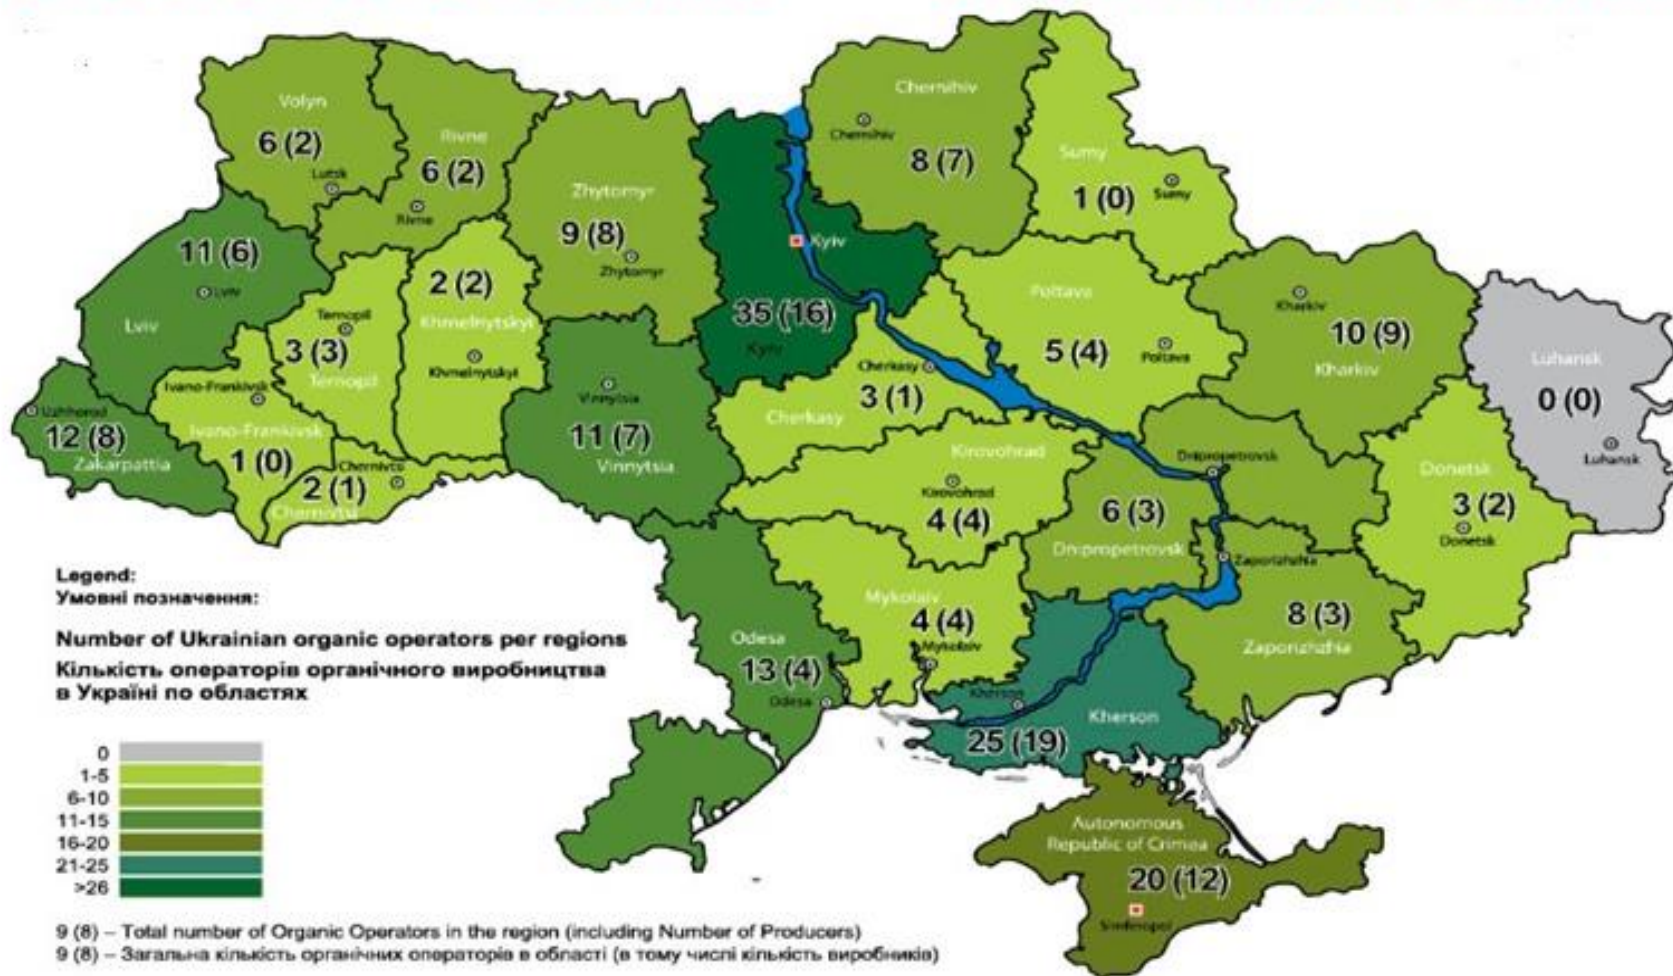 Chernihiv
Volyn
Chernihiv
Rivne
6 (2)
Sumy
8 (7)
6 (2)
Lutsk
Sumy
1 (0)
Zhytomyr
Rivne
9 (8)
Kyiv
11 (6)
Zhytomyr
2 (2)
Lviv
Poltava
Kharkiv
35 (16)
Ternopil
Khmelnytskyi
Lviv
10 (9)
Kyiv
5 (4)
Poltava
3 (3)
Luhansk
Khmelnytskyi
Cherkasy
Kharkiv
Ternopil
Ivano-Frankivsk
Vinnytsia
3 (1)
0 (0)
Uzhhorod
Cherkasy
12 (8)
Ivano-Frankivsk
11 (7)
Luhansk
Zakarpattia
1 (0)
Vinnytsia
Kirovohrad
Dnipropetrovsk
Donetsk
Chernivtsi
2 (1)
Kirovohrad
3 (2)
Chernivtsi
4 (4)
6 (3)
Donetsk
Dnipropetrovsk
Zaporizhzhia
Legend:
Умовні позначення:
Mykolaiv
8 (3)
4 (4)
Number of Ukrainian organic operators per regions
Odesa
Mykolaiv
Zaporizhzhia
Кількість операторів органічного виробництва
13 (4)
в Україні по областях
Kherson
Odesa
Kherson
25 (19)
0
1-5
6-10
11-15
16-20
21-25
>26
Autonomous
Republic of Crimea
20 (12)
Simferopol
9 (8) – Total number of Organic Operators in the region (including Number of Producers)
9 (8) – Загальна кількість органічних операторів в області (в тому числі кількість виробників)